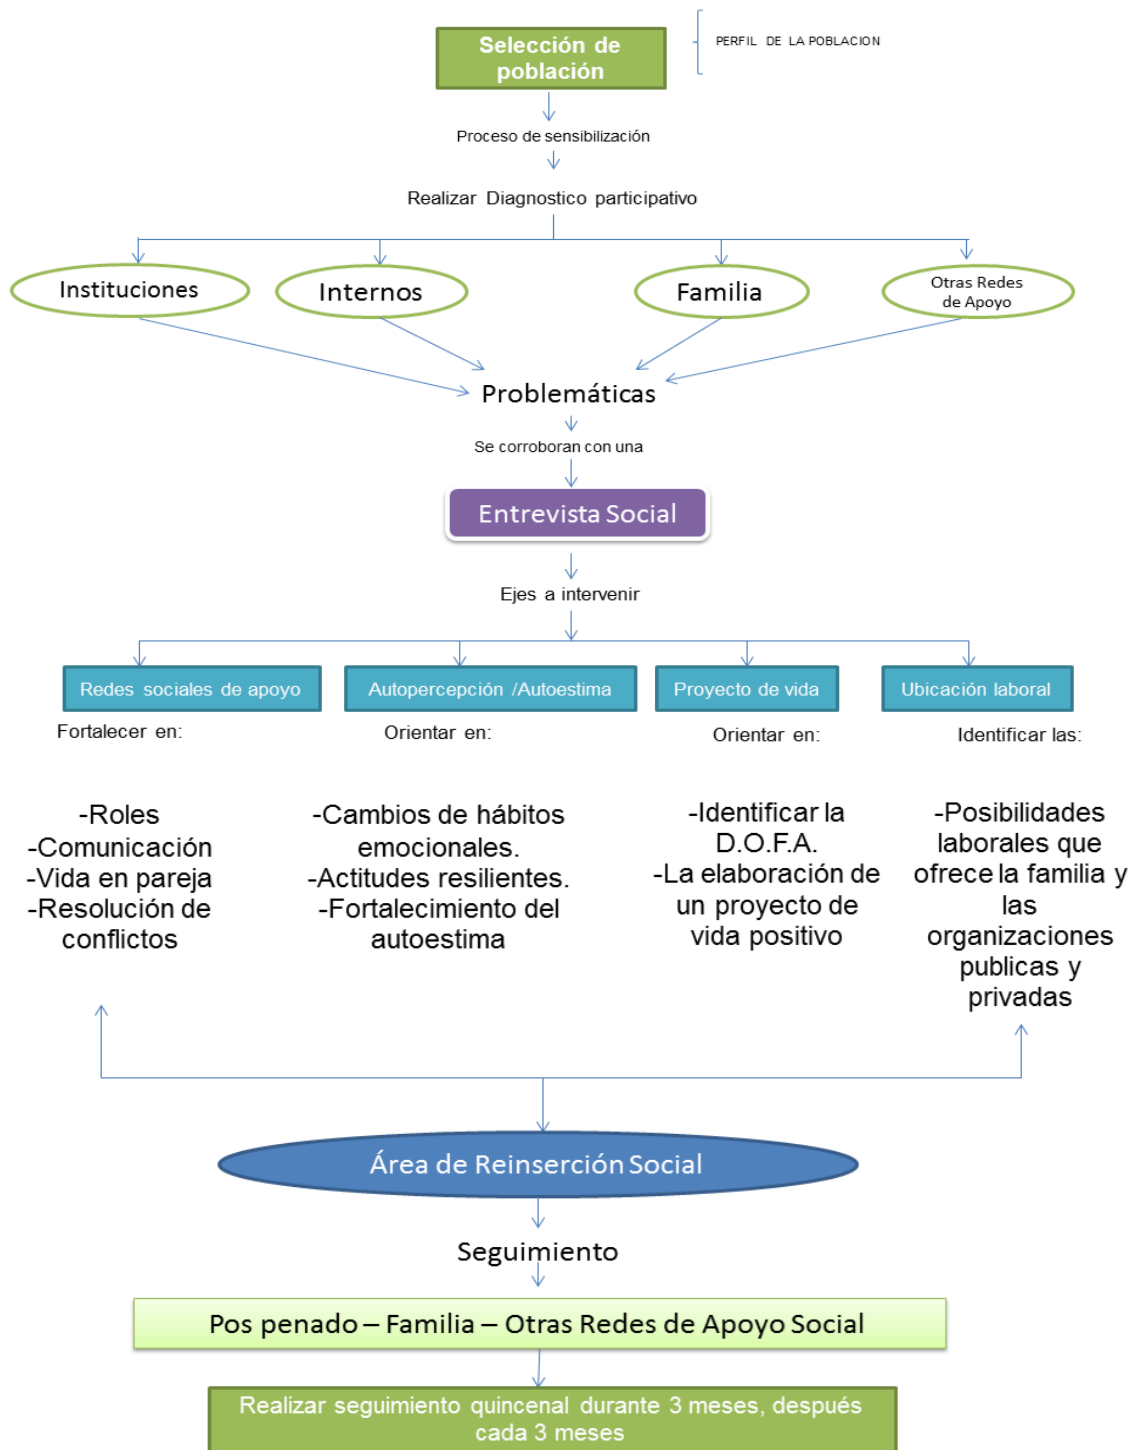 Selección de
población
PERFIL DE LA POBLACION
Proceso de sensibilización
Realizar Diagnostico participativo
Instituciones
Internos
Familia
Otras Redes
de Apoyo
Problemáticas
Se corroboran con una
Entrevista Social
Ejes a intervenir
Redes sociales de apoyo
Autopercepción /Autoestima
Proyecto de vida
Ubicación laboral
Fortalecer en:
Orientar en:
Orientar en:
Identificar las:
-Roles
-Comunicación
-Vida en pareja
-Resolución de
conflictos
-Cambios de hábitos
emocionales.
-Actitudes resilientes.
-Fortalecimiento del
autoestima
-Identificar la
D.O.F.A.
-La elaboración de
un proyecto de
vida positivo
-Posibilidades
laborales que
ofrece la familia y
las
organizaciones
publicas y
privadas
Área de Reinserción Social
Seguimiento
Pos penado – Familia – Otras Redes de Apoyo Social
Realizar seguimiento quincenal durante 3 meses, después
cada 3 meses